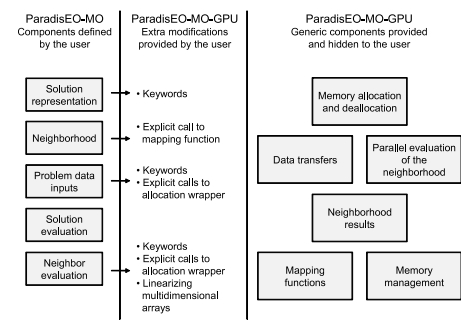 ParadisEO-MO
Components defined
by the user
Solution
representation
Neighborhood
Problem data
inputs
Solution
evaluation
Neighbor
evaluation
ParadisEO-MO-GPU
Extra modifications
provided by the user
• Keywords
• Explicit call to
mapping function
• Keywords
• Explicit calls to
allocation wrapper
• Keywords
• Explicit calls to
allocation wrapper
• Linearizing
multidimensional
arrays
ParadisEO-MO-GPU
Generic components provided
and hidden to the user
Memory allocation
and deallocation
Data transfers
Parallel evaluation
of the
neighborhood
Neighborhood
results
Mapping
functions
Memory
management